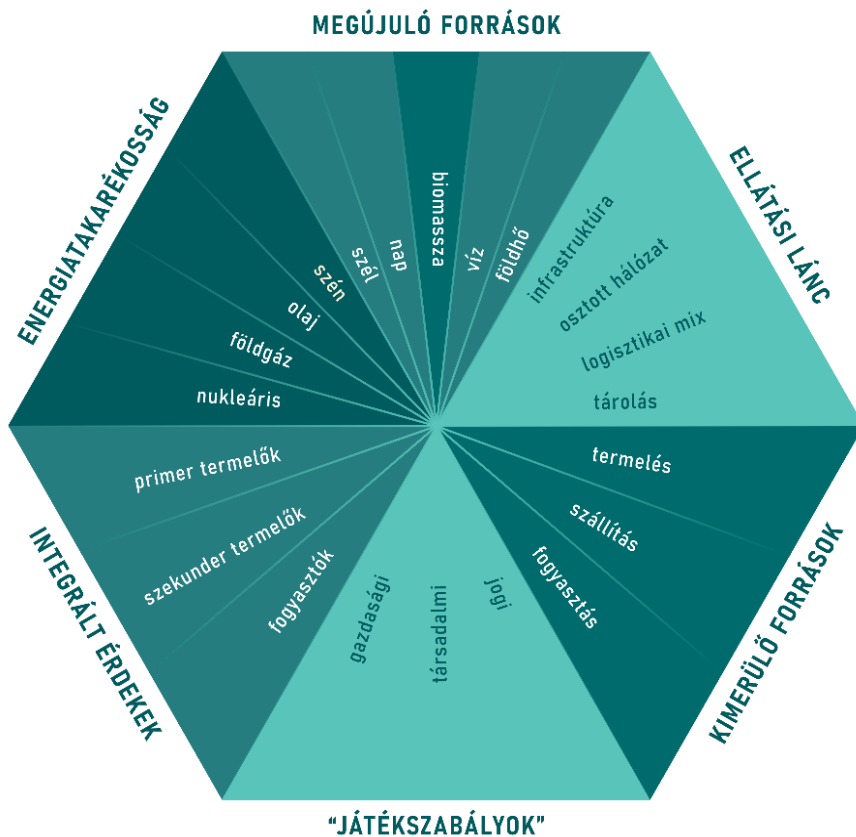 MEGÚJULÓ FORRÁSOK
szél
nap
biomassza
víz
földhő
ELLÁTÁSI LÁNC
infrastruktúra
osztott hálózat
logisztikai mix
tárolás
KIMERÜLŐ FORRÁSOK
termelés
szállítás
fogyasztás
"JÁTÉKSZABÁLYOK"
jogi
társadalmi
gazdasági
INTEGRÁLT ÉRDEKEK
fogyasztók
szekunder termelők
primer termelők
ENERGIATAKARÉKOSSÁG
nukleáris
földgáz
olaj
szén